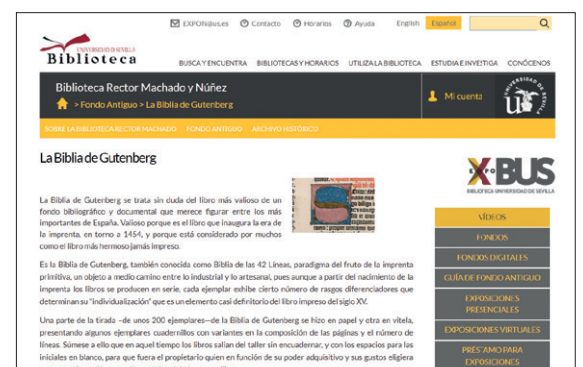 EXPON@us.es Contacto Horarios Ayuda English Español
UNIVERSIDAD DE SEVILLA
Biblioteca
BUSCA Y ENCUENTRA BIBLIOTECAS Y HORARIOS UTILIZA LA BIBLIOTECA ESTUDIA E INVESTIGA CONÓCENOS
Biblioteca Rector Machado y Núñez
> Fondo Antiguo > La Biblia de Gutenberg
Mi cuenta
SOBRE LA BIBLIOTECA RECTOR MACHADO FONDO ANTIGUO ARCHIVO HISTÓRICO
La Biblia de Gutenberg
EXPO
X·BUS
BIBLIOTECA UNIVERSIDAD DE SEVILLA
La Biblia de Gutenberg se trata sin duda del libro más valioso de un
fondo bibliográfico y documental que merece figurar entre los más
importantes de España. Valioso porque es el libro que inaugura la era de
la imprenta, en torno a 1454, y porque está considerado por muchos
como el libro más hermoso jamás impreso.
Es la Biblia de Gutenberg, también conocida como Biblia de las 42 Líneas, paradigma del fruto de la imprenta
primitiva, un objeto a medio camino entre lo industrial y lo artesanal, pues aunque a partir del nacimiento de la
imprenta los libros se producen en serie, cada ejemplar exhibe cierto número de rasgos diferenciadores que
determinan su "individualización" que es un elemento casi definitorio del libro impreso del siglo XV.
Una parte de la tirada –de unos 200 ejemplares—de la Biblia de Gutenberg se hizo en papel y otra en vitela,
presentando algunos ejemplares cuadernillos con variantes en la composición de las páginas y el número de
líneas. Súmese a ello que en aquel tiempo los libros salían del taller sin encuadernar, y con los espacios para las
iniciales en blanco, para que fuera el propietario quien en función de su poder adquisitivo y sus gustos eligiera
VÍDEOS
FONDOS
FONDOS DIGITALES
GUÍA DE FONDO ANTIGUO
EXPOSICIONES
PRESENCIALES
EXPOSICIONES VIRTUALES
PRÉSTAMO PARA
EXPOSICIONES